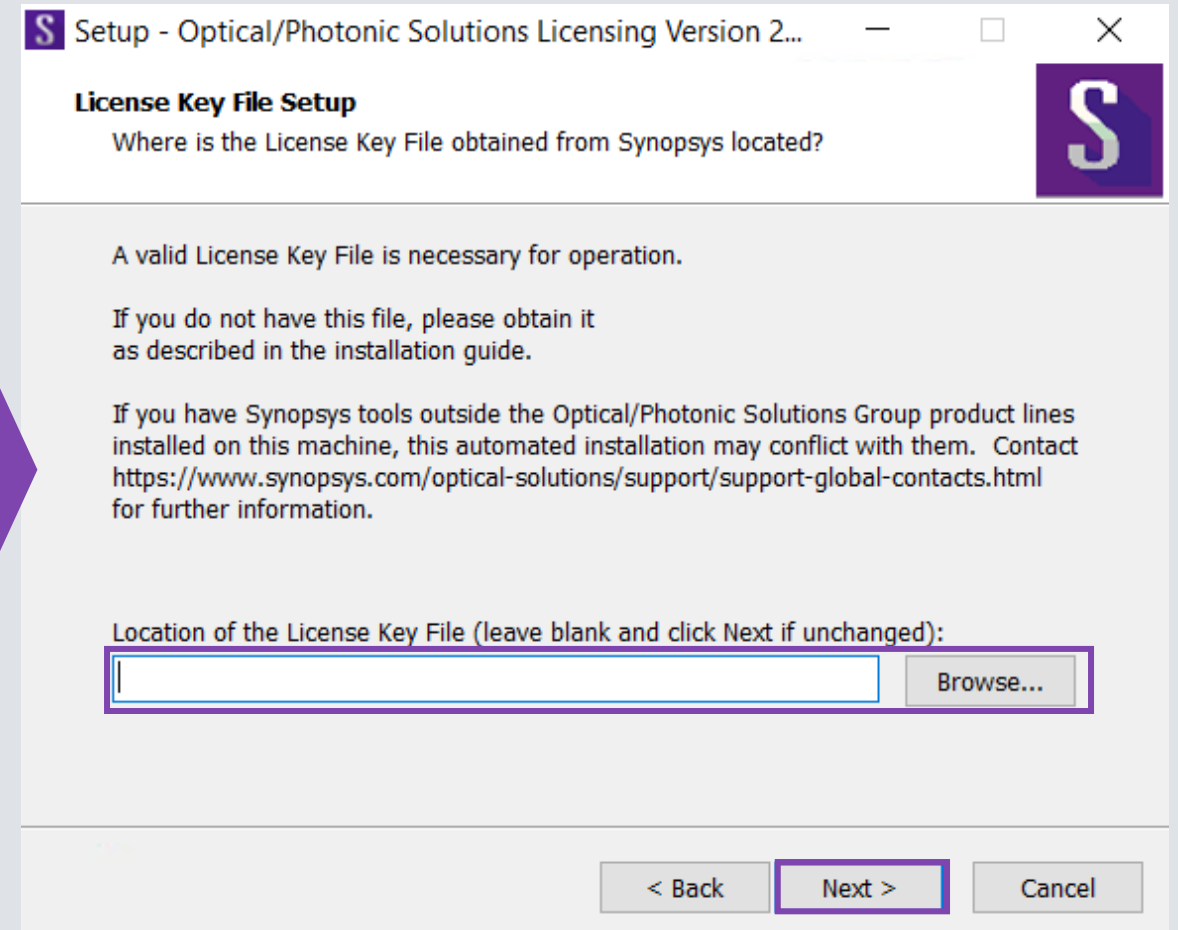 S Setup - Optical/Photonic Solutions Licensing Version 2...
License Key File Setup
Where is the License Key File obtained from Synopsys located?
S
A valid License Key File is necessary for operation.
If you do not have this file, please obtain it
as described in the installation guide.
If you have Synopsys tools outside the Optical/Photonic Solutions Group product lines
installed on this machine, this automated installation may conflict with them. Contact
https://www.synopsys.com/optical-solutions/support/support-global-contacts.html
for further information.
Location of the License Key File (leave blank and click Next if unchanged):
Browse...
< Back Next > Cancel